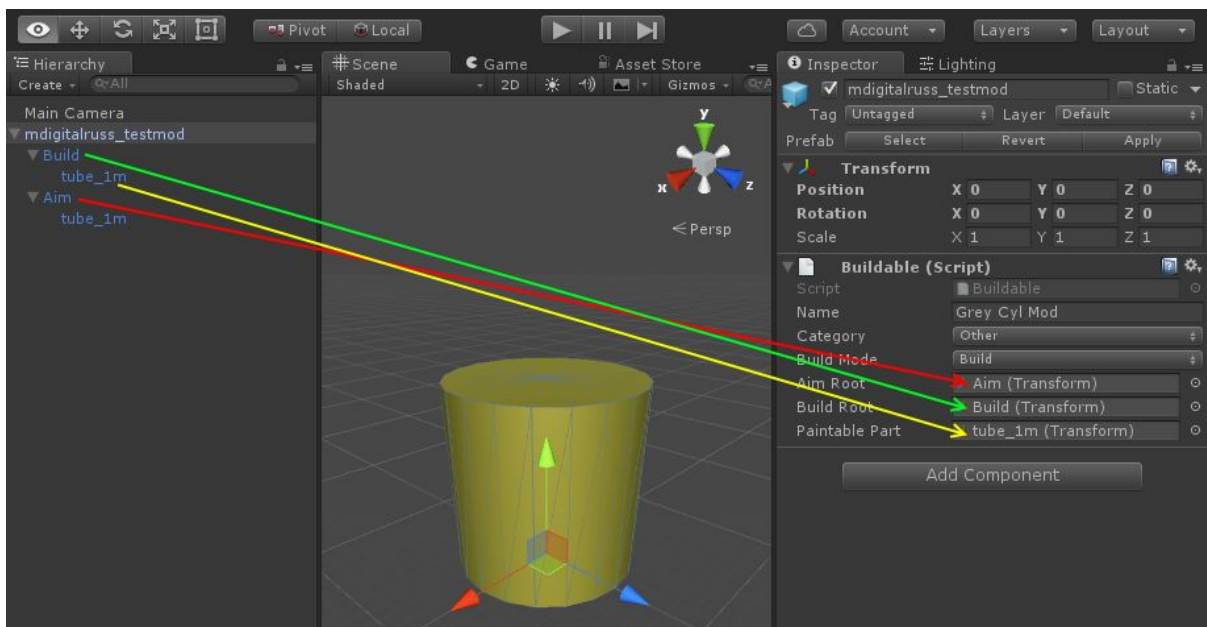 Pivot Local
Account Layers Layout
Hierarchy
Create All
Main Camera
mdigitalruss_testmod
Build
tube_1m
Aim
tube_1m
Scene Game Asset Store
Shaded 2D Gizmos
y
x z
Persp
Inspector Lighting
mdigitalruss_testmod Static
Tag Untagged Layer Default
Prefab Select Revert Apply
Transform
Position X 0 Y 0 Z 0
Rotation X 0 Y 0 Z 0
Scale X 1 Y 1 Z 1
Buildable (Script)
Script Buildable
Name Grey Cyl Mod
Category Other
Build Mode Build
Aim Root Aim (Transform)
Build Root Build (Transform)
Paintable Part tube_1m (Transform)
Add Component